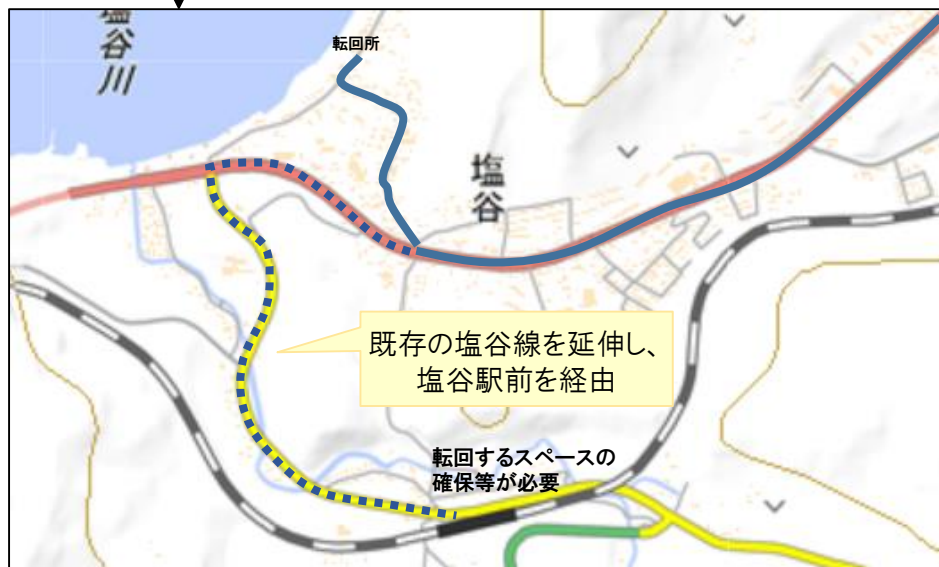 塩谷川
転回所
塩谷
既存の塩谷線を延伸し、
塩谷駅前を経由
転回するスペースの
確保等が必要